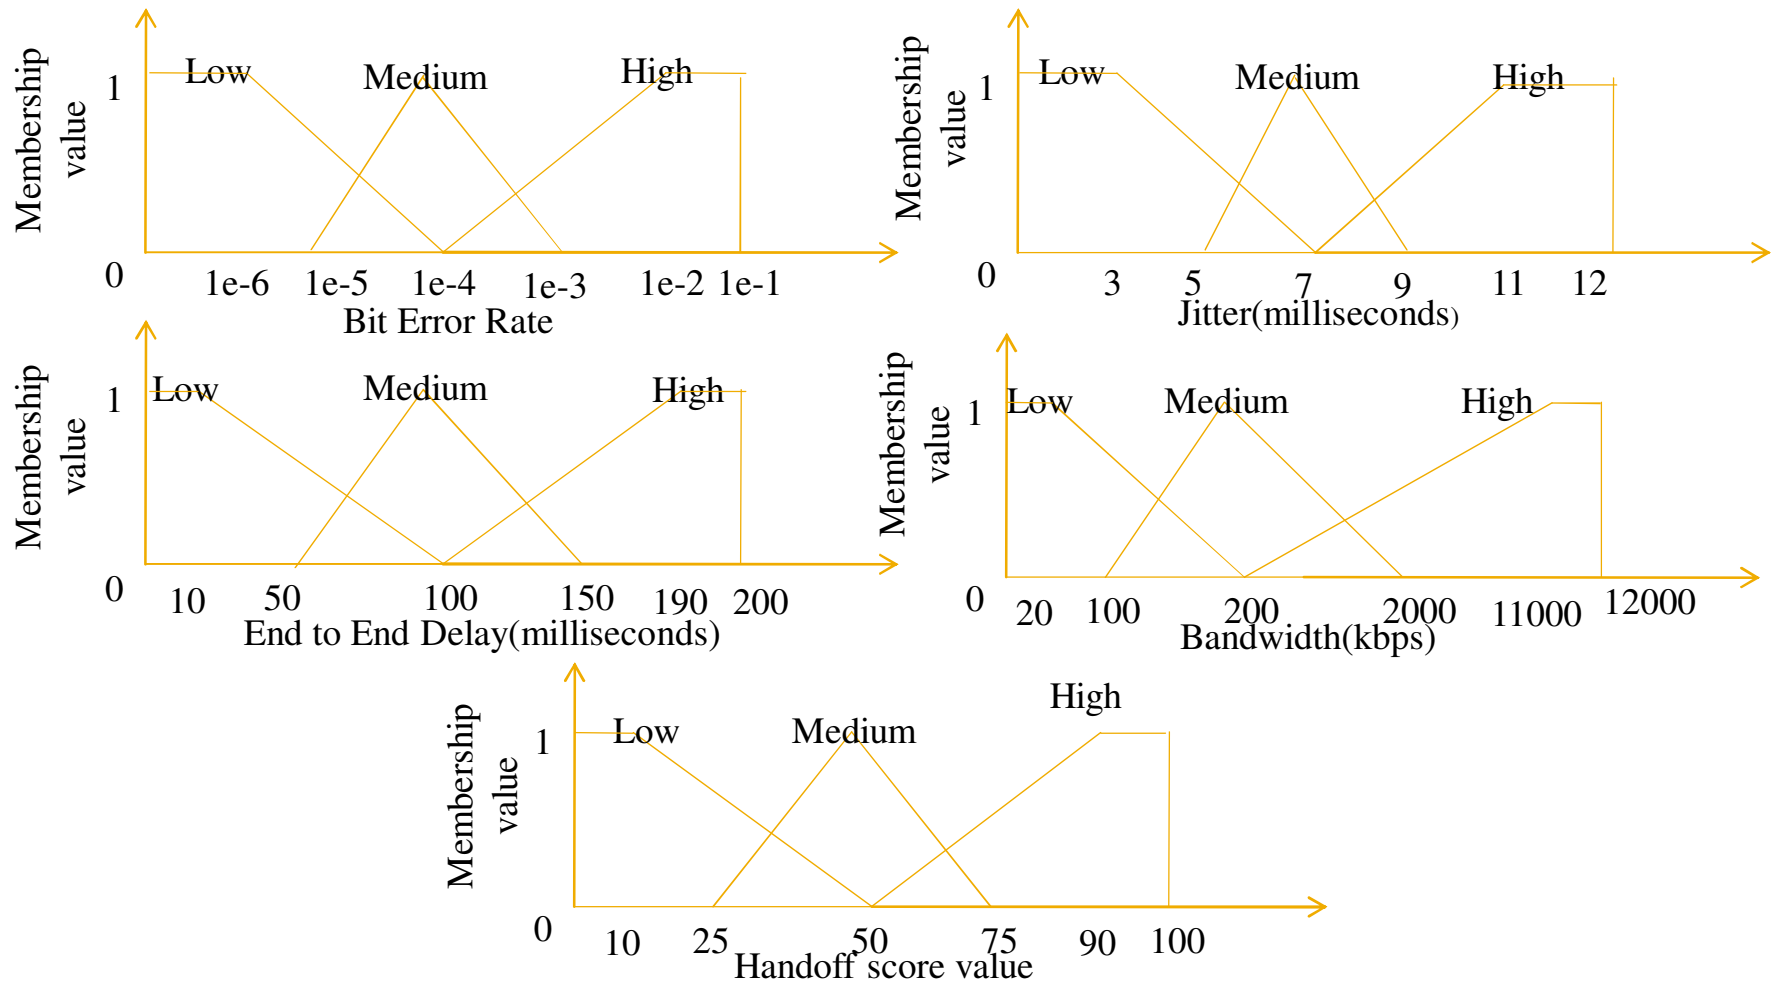 Membership
value
1
Low
Medium
High
0
1e-6 1e-5 1e-4 1e-3 1e-2 1e-1
Bit Error Rate
Membership
value
1
Low
Medium
High
0
3 5 7 9 11 12
Jitter(milliseconds)
Membership
value
1
Low
Medium
High
0
10 50 100 150 190 200
End to End Delay(milliseconds)
Membership
value
1
Low
Medium
High
0
20 100 200 2000 11000 12000
Bandwidth(kbps)
Membership
value
1
Low
Medium
High
0
10 25 50 75 90 100
Handoff score value